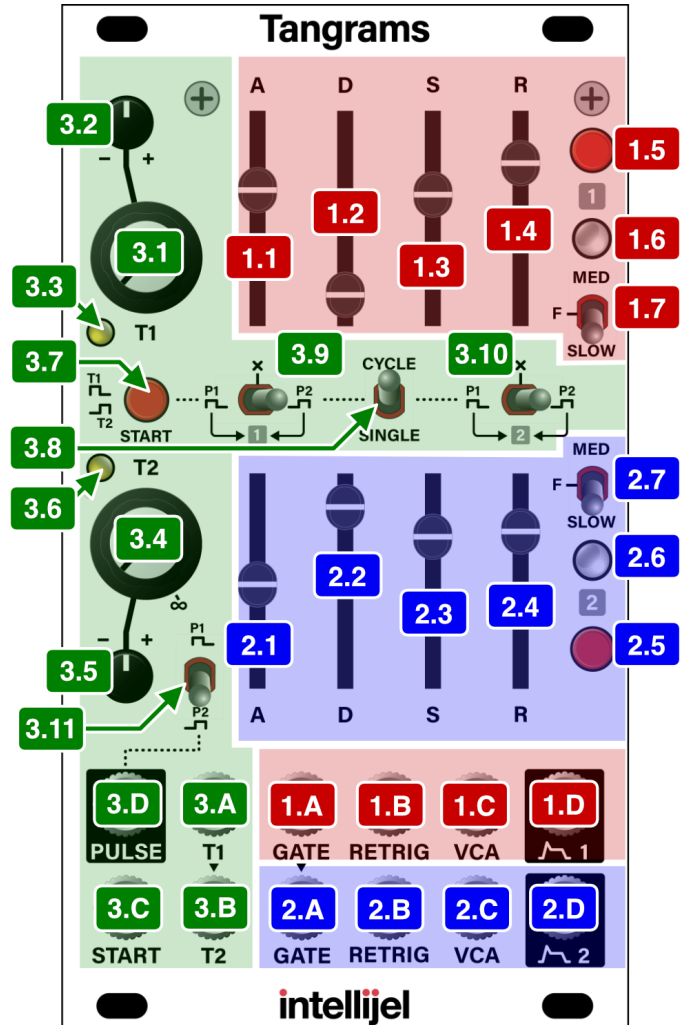 Tangrams
A D S R
3.2
− +
1.5
1
1.2
1.4
3.1 1.1 1.3 1.6
MED
3.3
F 1.7
T1
SLOW
3.7 3.9 CYCLE 3.10
T1 X X
P1 P2 P1 P2
T2
START 1 SINGLE 2
3.8
T2 MED
F 2.7
3.6
SLOW
3.4 2.6
2.2
∞
2.3 2.4 2
− + P1 2.1 2.5
3.5
P2
3.11 A D S R
3.D 3.A 1.A 1.B 1.C 1.D
PULSE T1 GATE RETRIG VCA 1
3.C 3.B 2.A 2.B 2.C 2.D
START T2 GATE RETRIG VCA 2
intellijel